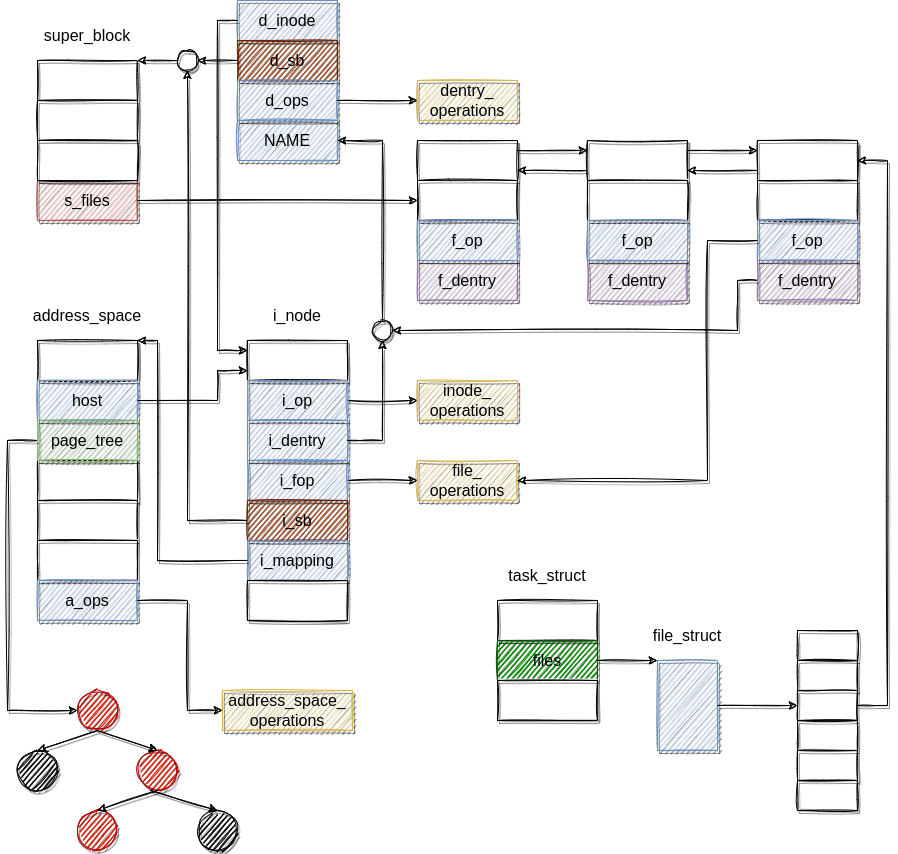 d_inode
super_block
d_sb
d_ops
dentry_
operations
NAME
s_files
f_op
f_op
f_op
f_dentry
f_dentry
f_dentry
address_space
i_node
host
i_op
inode_
operations
page_tree
i_dentry
i_fop
file_
operations
i_sb
i_mapping
a_ops
task_struct
file_struct
files
address_space_
operations